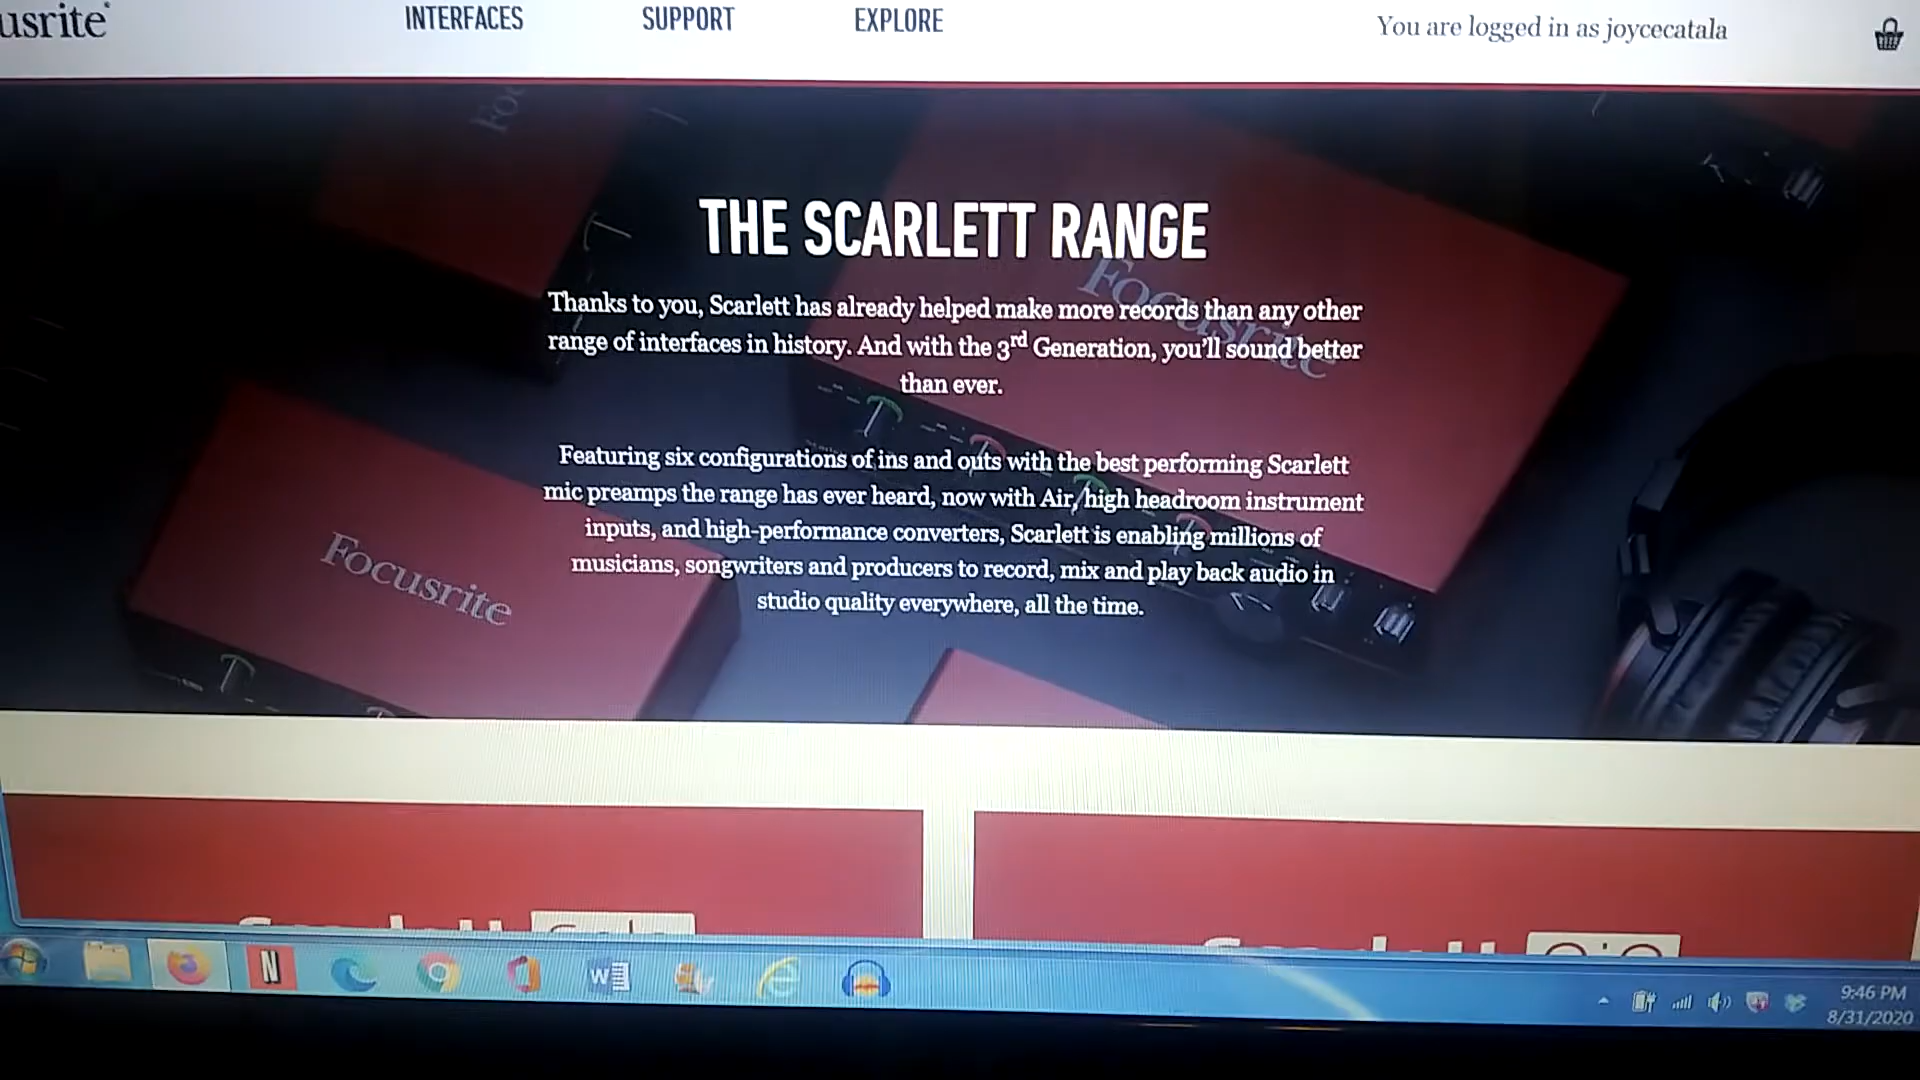 usrite
INTERFACES
SUPPORT
EXPLORE
You are logged in as joycecatala
THE SCARLETT RANGE
Thanks to you, Scarlett has already helped make more records than any other
range of interfaces in history. And with the 3rd Generation, you'll sound better
than ever.
Featuring six configurations of ins and outs with the best performing Scarlett
mic preamps the range has ever heard, now with Air, high headroom instrument
inputs, and high-performance converters, Scarlett is enabling millions of
musicians, songwriters and producers to record, mix and play back audio in
studio quality everywhere, all the time.
Focusrite
Focusrite
Foc
N
W
9:46 PM
8/31/2020